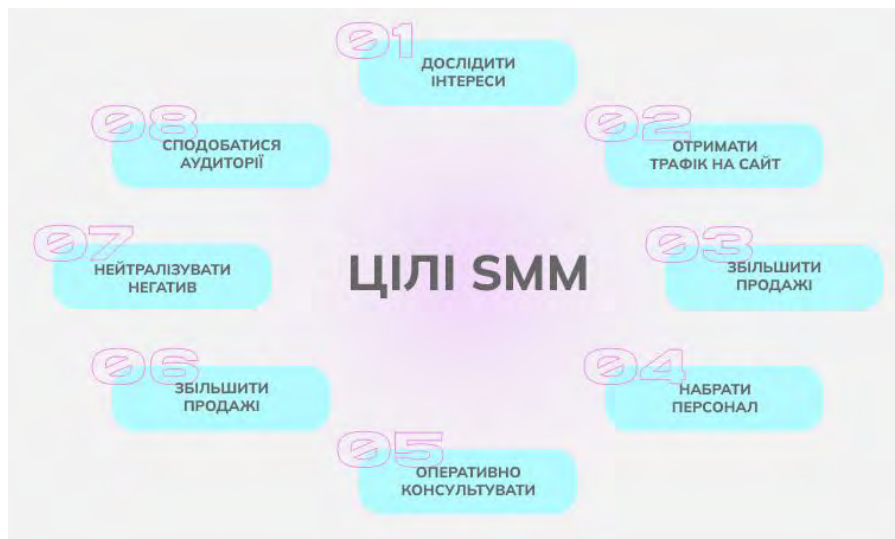 01
ДОСЛІДИТИ
ІНТЕРЕСИ
02
ОТРИМАТИ
ТРАФІК НА САЙТ
03
ЗБІЛЬШИТИ
ПРОДАЖІ
04
НАБРАТИ
ПЕРСОНАЛ
05
ОПЕРАТИВНО
КОНСУЛЬТУВАТИ
06
ЗБІЛЬШИТИ
ПРОДАЖІ
07
НЕЙТРАЛІЗУВАТИ
НЕГАТИВ
08
СПОДОБАТИСЯ
АУДИТОРІЇ
ЦІЛІ SMM